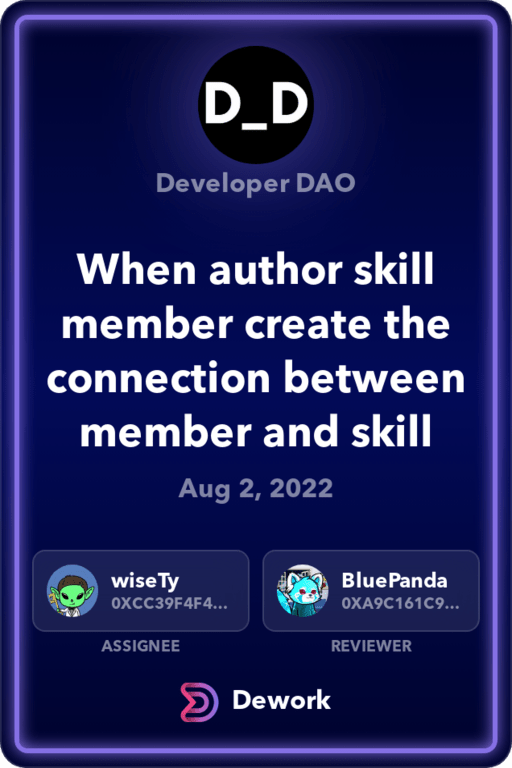 D_D
Developer DAO
When author skill
member create the
connection between
member and skill
Aug 2, 2022
wiseTy
0XCC39F4F4...
BluePanda
0XA9C161C9...
ASSIGNEE
REVIEWER
Dework